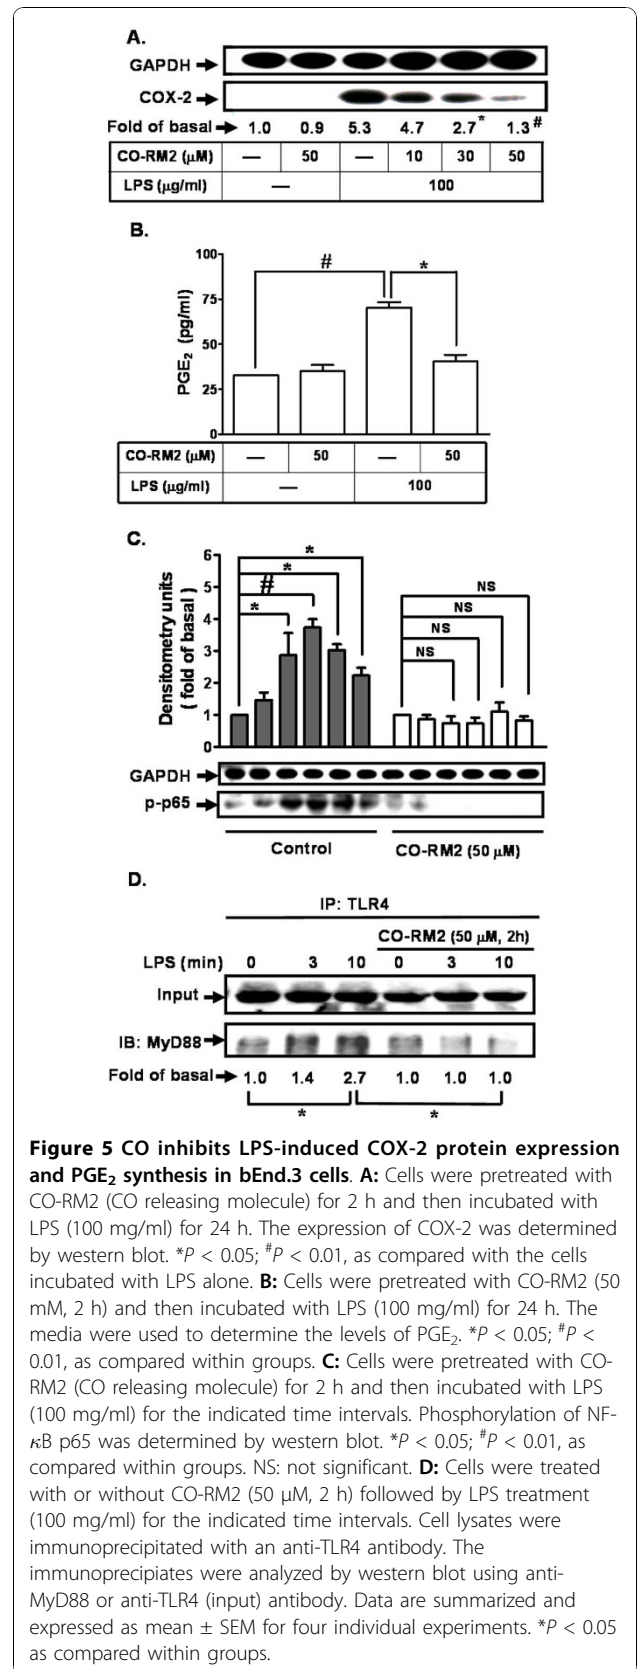 A.
GAPDH
COX-2
Fold of basal 1.0 0.9 5.3 4.7 2.7* 1.3#
CO-RM2 (μM) — 50 — 10 30 50
LPS (μg/ml) — 100
B.
100
75
50
25
0
PGE2 (pg/ml)
# *
CO-RM2 (μM) — 50 — 50
LPS (μg/ml) — 100
C.
6
5
4
3
2
1
0
Densitometry units
( fold of basal )
*
*
#
*
NS
NS
NS
NS
GAPDH
p-p65
Control CO-RM2 (50 μM)
D.
IP: TLR4
CO-RM2 (50 μM, 2h)
LPS (min) 0 3 10 0 3 10
Input
IB: MyD88
Fold of basal 1.0 1.4 2.7 1.0 1.0 1.0
* *
Figure 5 CO inhibits LPS-induced COX-2 protein expression
and PGE2 synthesis in bEnd.3 cells. A: Cells were pretreated with
CO-RM2 (CO releasing molecule) for 2 h and then incubated with
LPS (100 mg/ml) for 24 h. The expression of COX-2 was determined
by western blot. *P < 0.05; #P < 0.01, as compared with the cells
incubated with LPS alone. B: Cells were pretreated with CO-RM2 (50
mM, 2 h) and then incubated with LPS (100 mg/ml) for 24 h. The
media were used to determine the levels of PGE2. *P < 0.05; #P <
0.01, as compared within groups. C: Cells were pretreated with CO-
RM2 (CO releasing molecule) for 2 h and then incubated with LPS
(100 mg/ml) for the indicated time intervals. Phosphorylation of NF-
κB p65 was determined by western blot. *P < 0.05; #P < 0.01, as
compared within groups. NS: not significant. D: Cells were treated
with or without CO-RM2 (50 μM, 2 h) followed by LPS treatment
(100 mg/ml) for the indicated time intervals. Cell lysates were
immunoprecipitated with an anti-TLR4 antibody. The
immunoprecipiates were analyzed by western blot using anti-
MyD88 or anti-TLR4 (input) antibody. Data are summarized and
expressed as mean ± SEM for four individual experiments. *P < 0.05
as compared within groups.